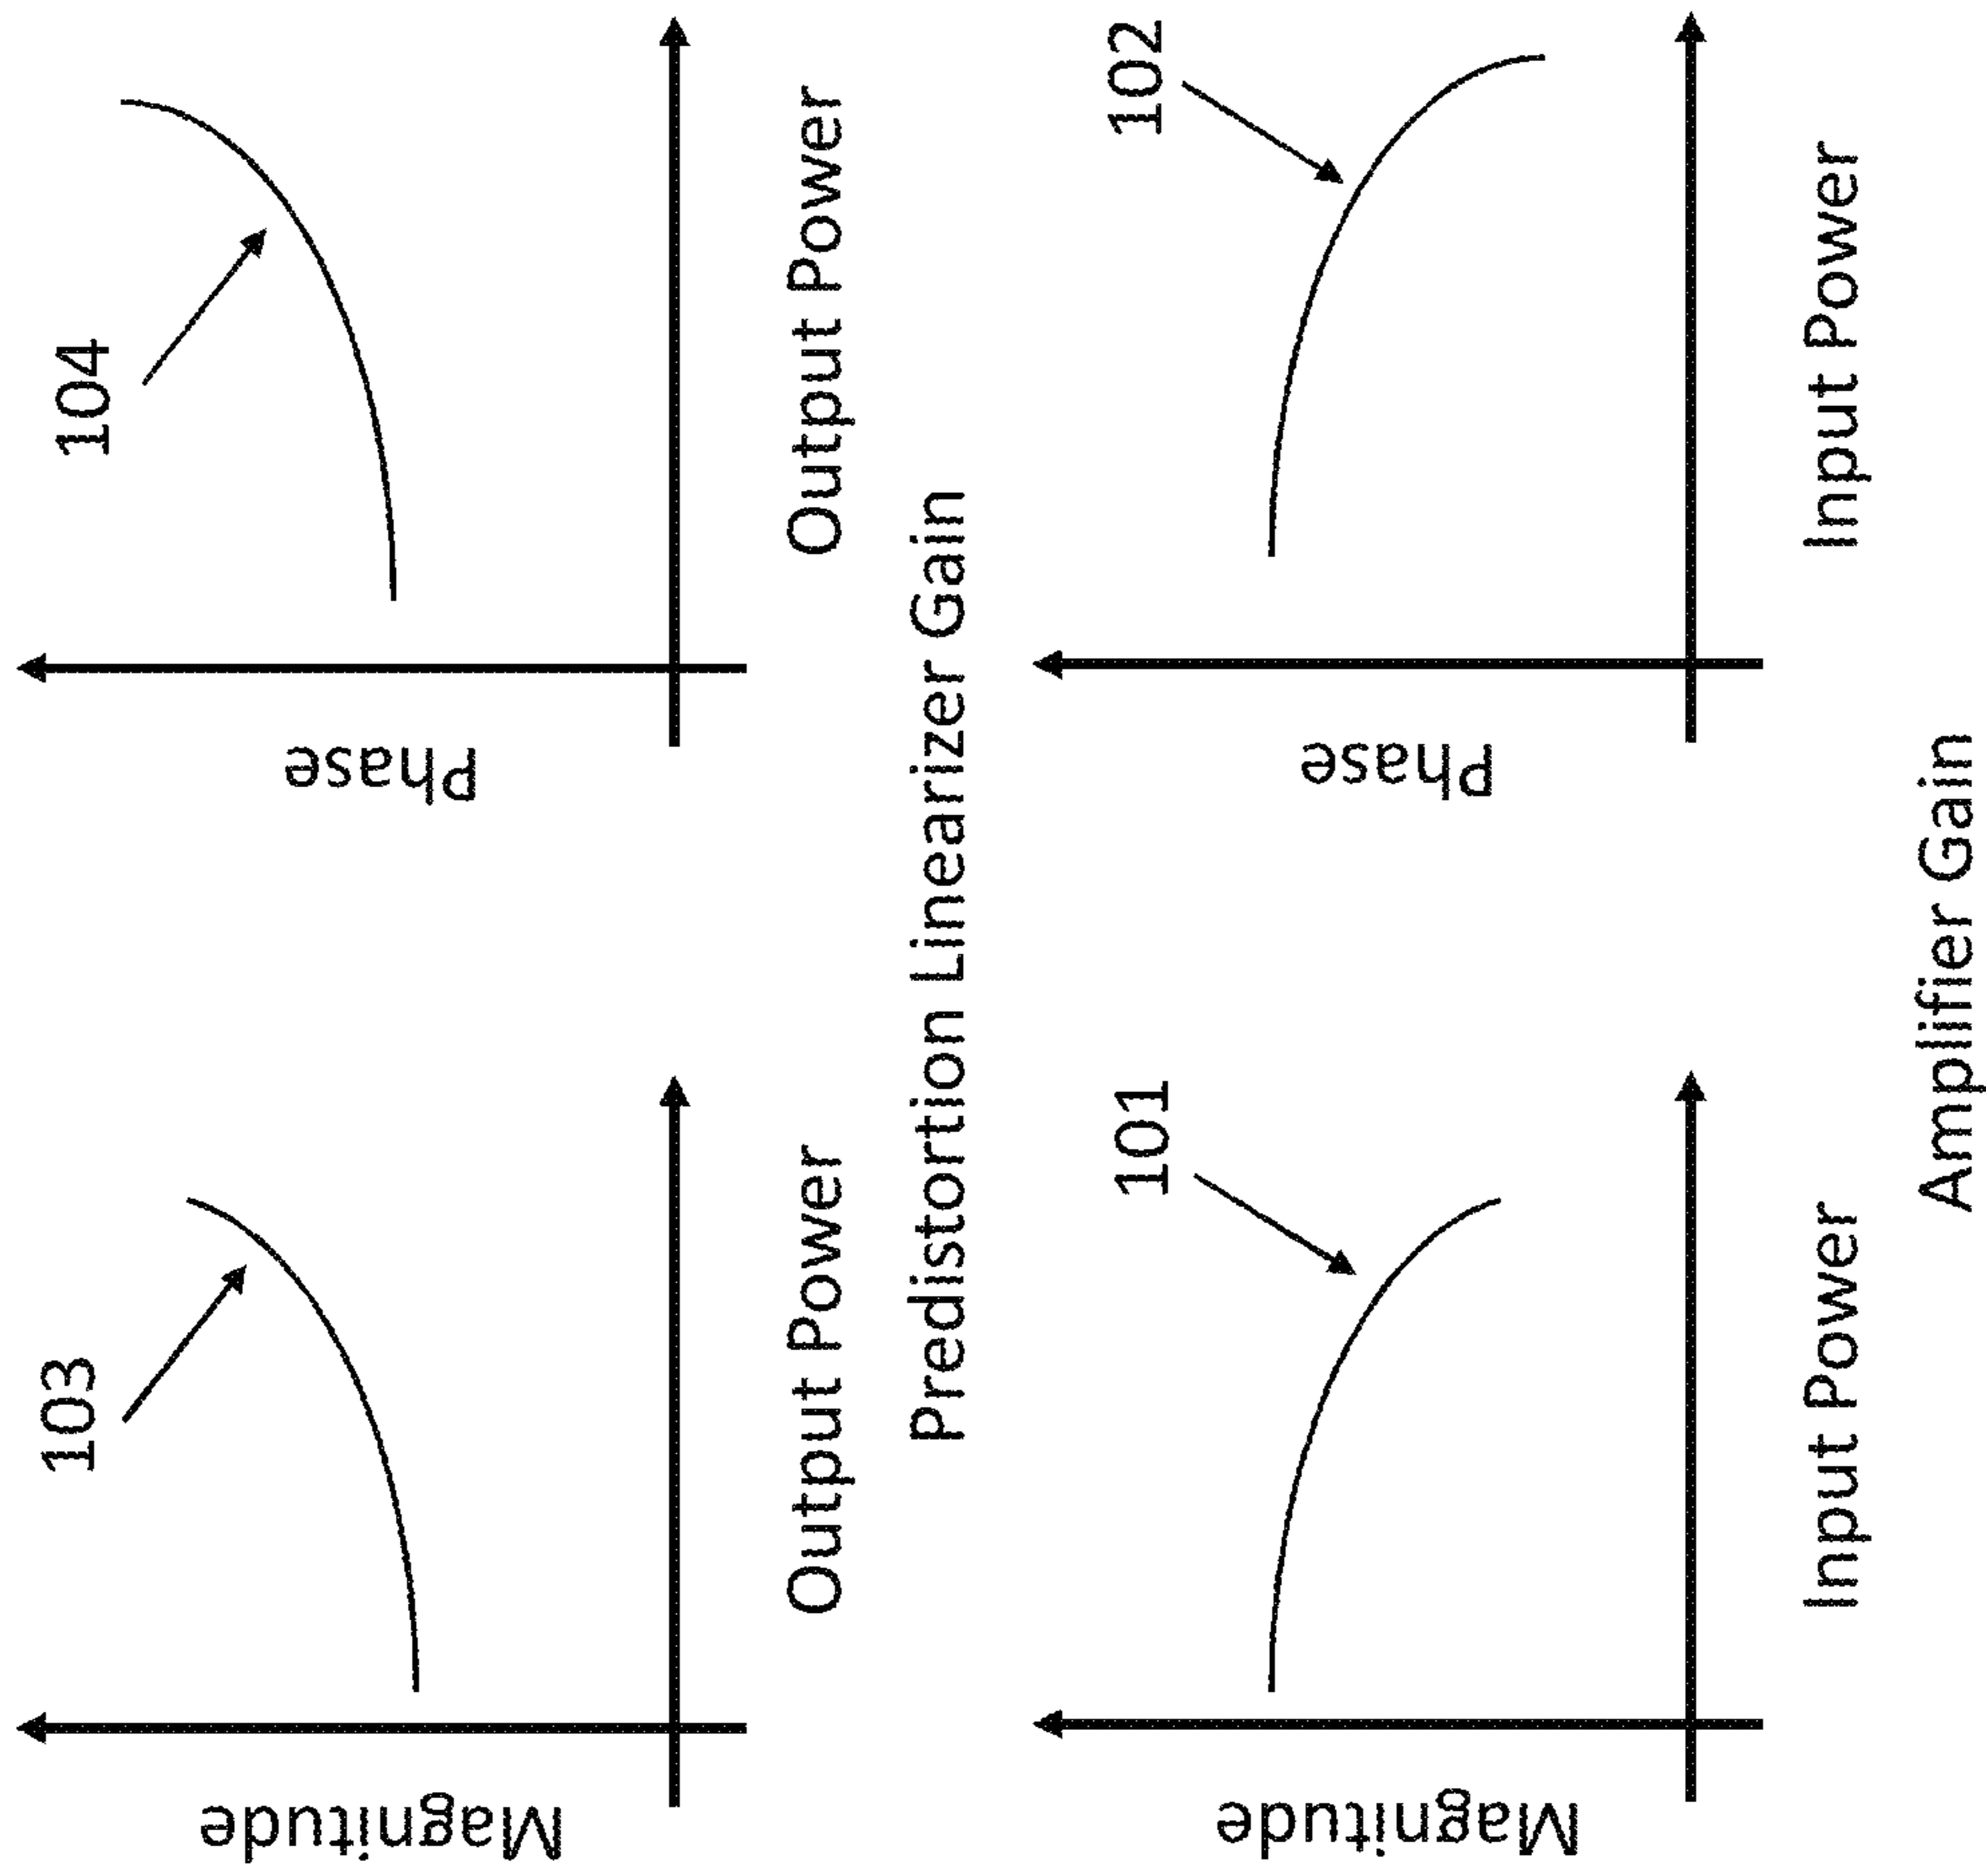 103
104
Magnitude
Phase
Output Power
Output Power
Predistortion Linearizer Gain
101
102
Magnitude
Phase
Input Power
Input Power
Amplifier Gain